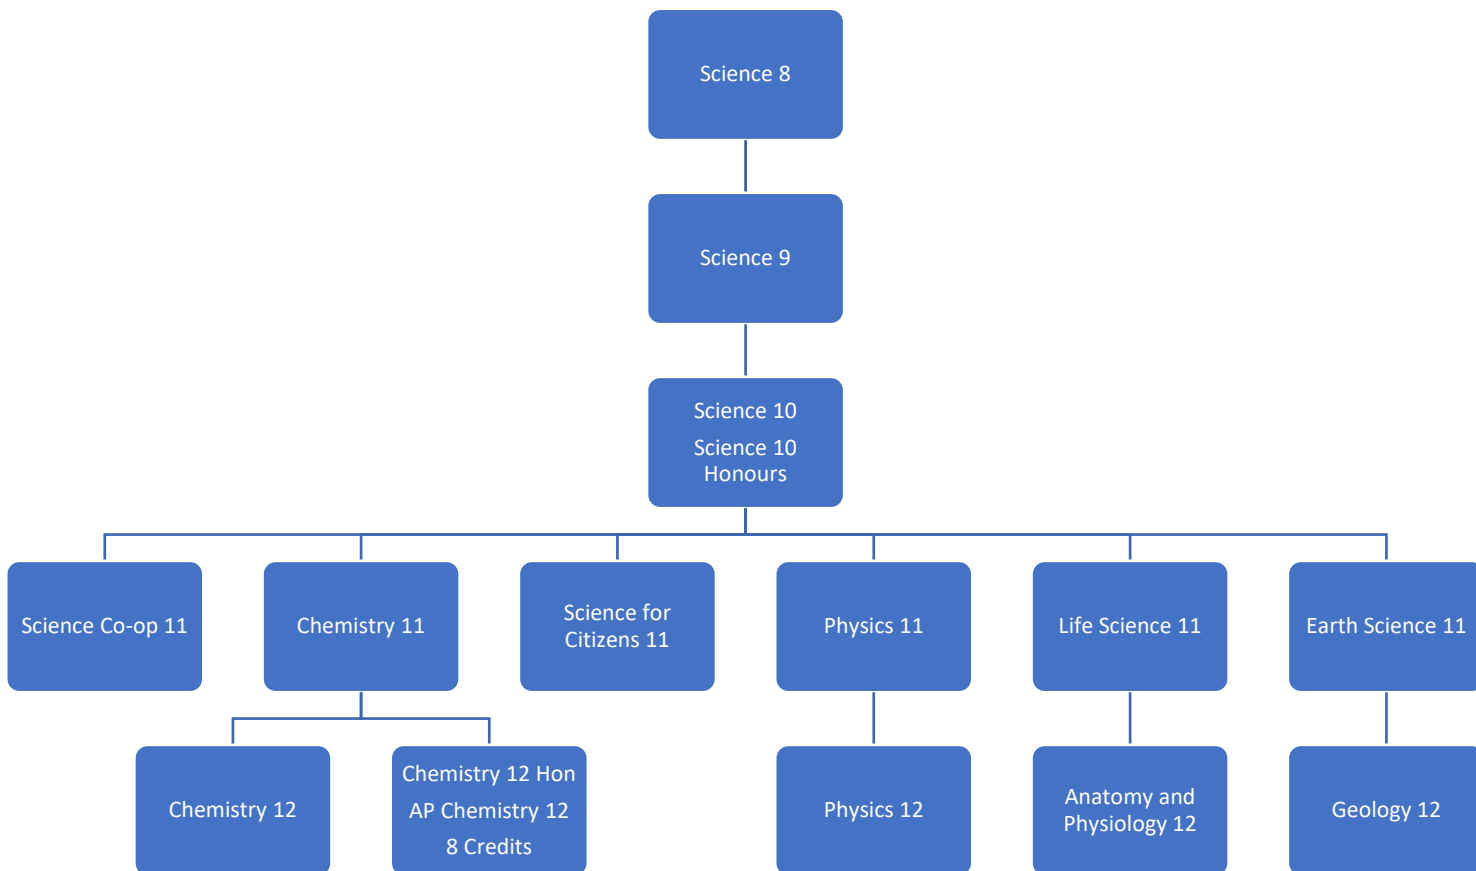 Science 8
Science 9
Science 10
Science 10
Honours
Science Co-op 11
Chemistry 11
Science for
Citizens 11
Physics 11
Life Science 11
Earth Science 11
Chemistry 12
Chemistry 12 Hon
AP Chemistry 12
8 Credits
Physics 12
Anatomy and
Physiology 12
Geology 12